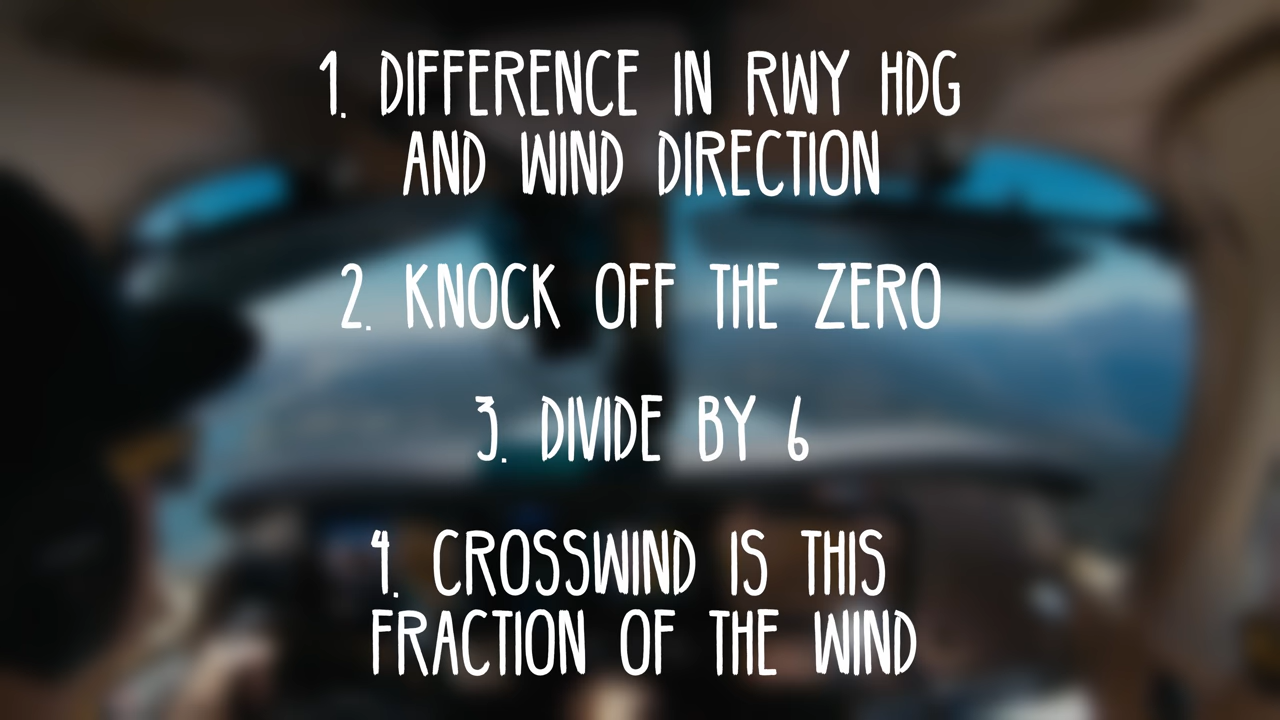 1. DIFFERENCE IN RWY HDG
AND WIND DIRECTION
2. KNOCK OFF THE ZERO
3. DIVIDE BY 6
4. CROSSWIND IS THIS
FRACTION OF THE WIND